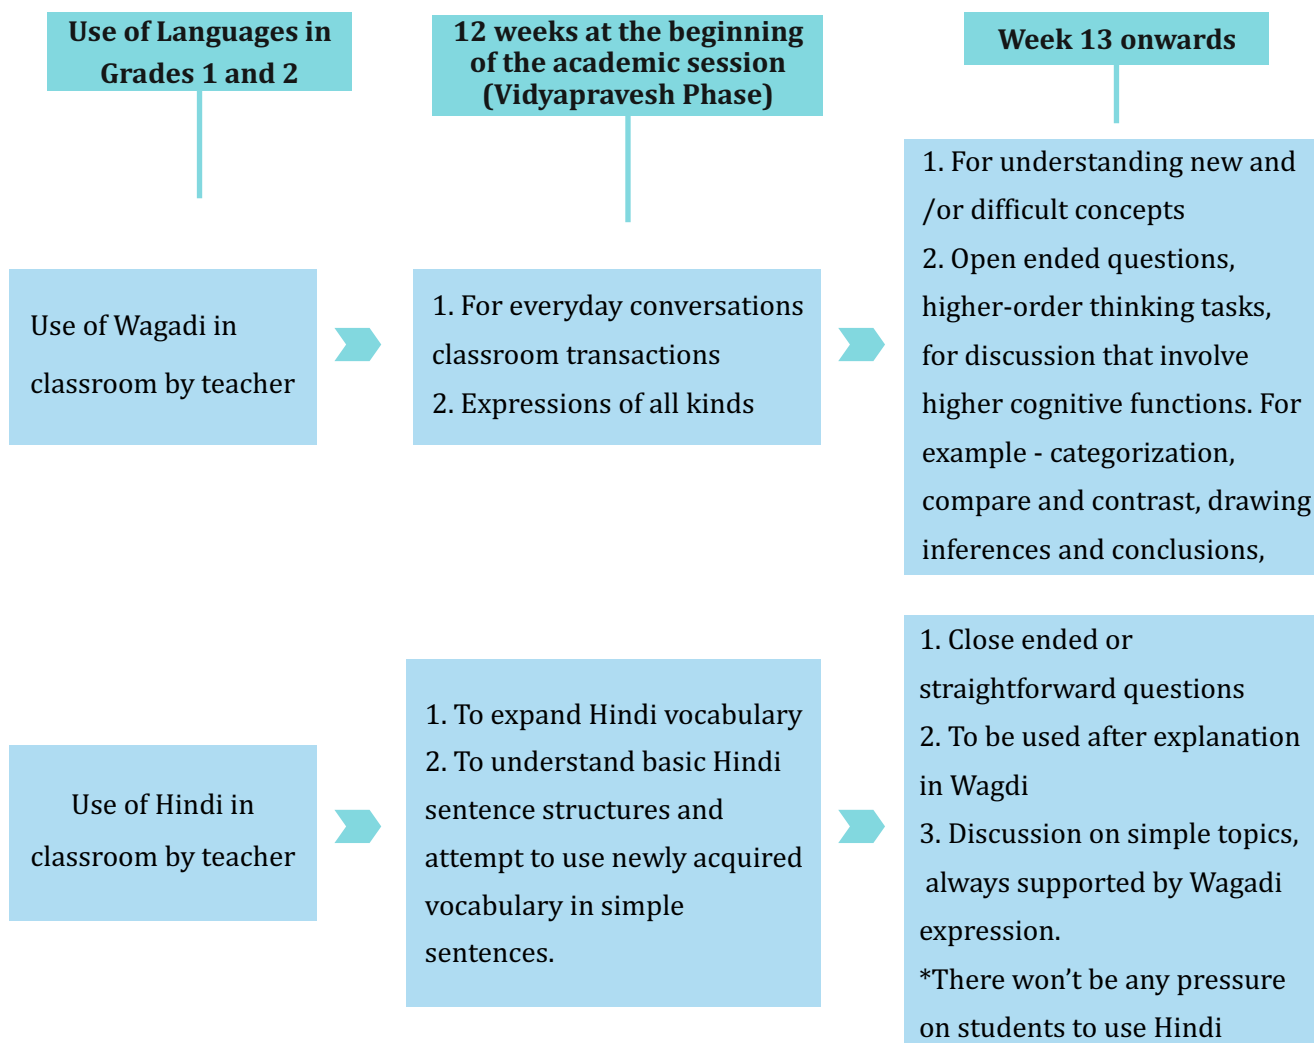 Use of Languages in
Grades 1 and 2
12 weeks at the beginning
of the academic session
(Vidyapravesh Phase)
Week 13 onwards
Use of Wagadi in
classroom by teacher
1. For everyday conversations
classroom transactions
2. Expressions of all kinds
1. For understanding new and
/or difficult concepts
2. Open ended questions,
higher-order thinking tasks,
for discussion that involve
higher cognitive functions. For
example - categorization,
compare and contrast, drawing
inferences and conclusions,
Use of Hindi in
classroom by teacher
1. To expand Hindi vocabulary
2. To understand basic Hindi
sentence structures and
attempt to use newly acquired
vocabulary in simple
sentences.
1. Close ended or
straightforward questions
2. To be used after explanation
in Wagdi
3. Discussion on simple topics,
always supported by Wagadi
expression.
*There won’t be any pressure
on students to use Hindi